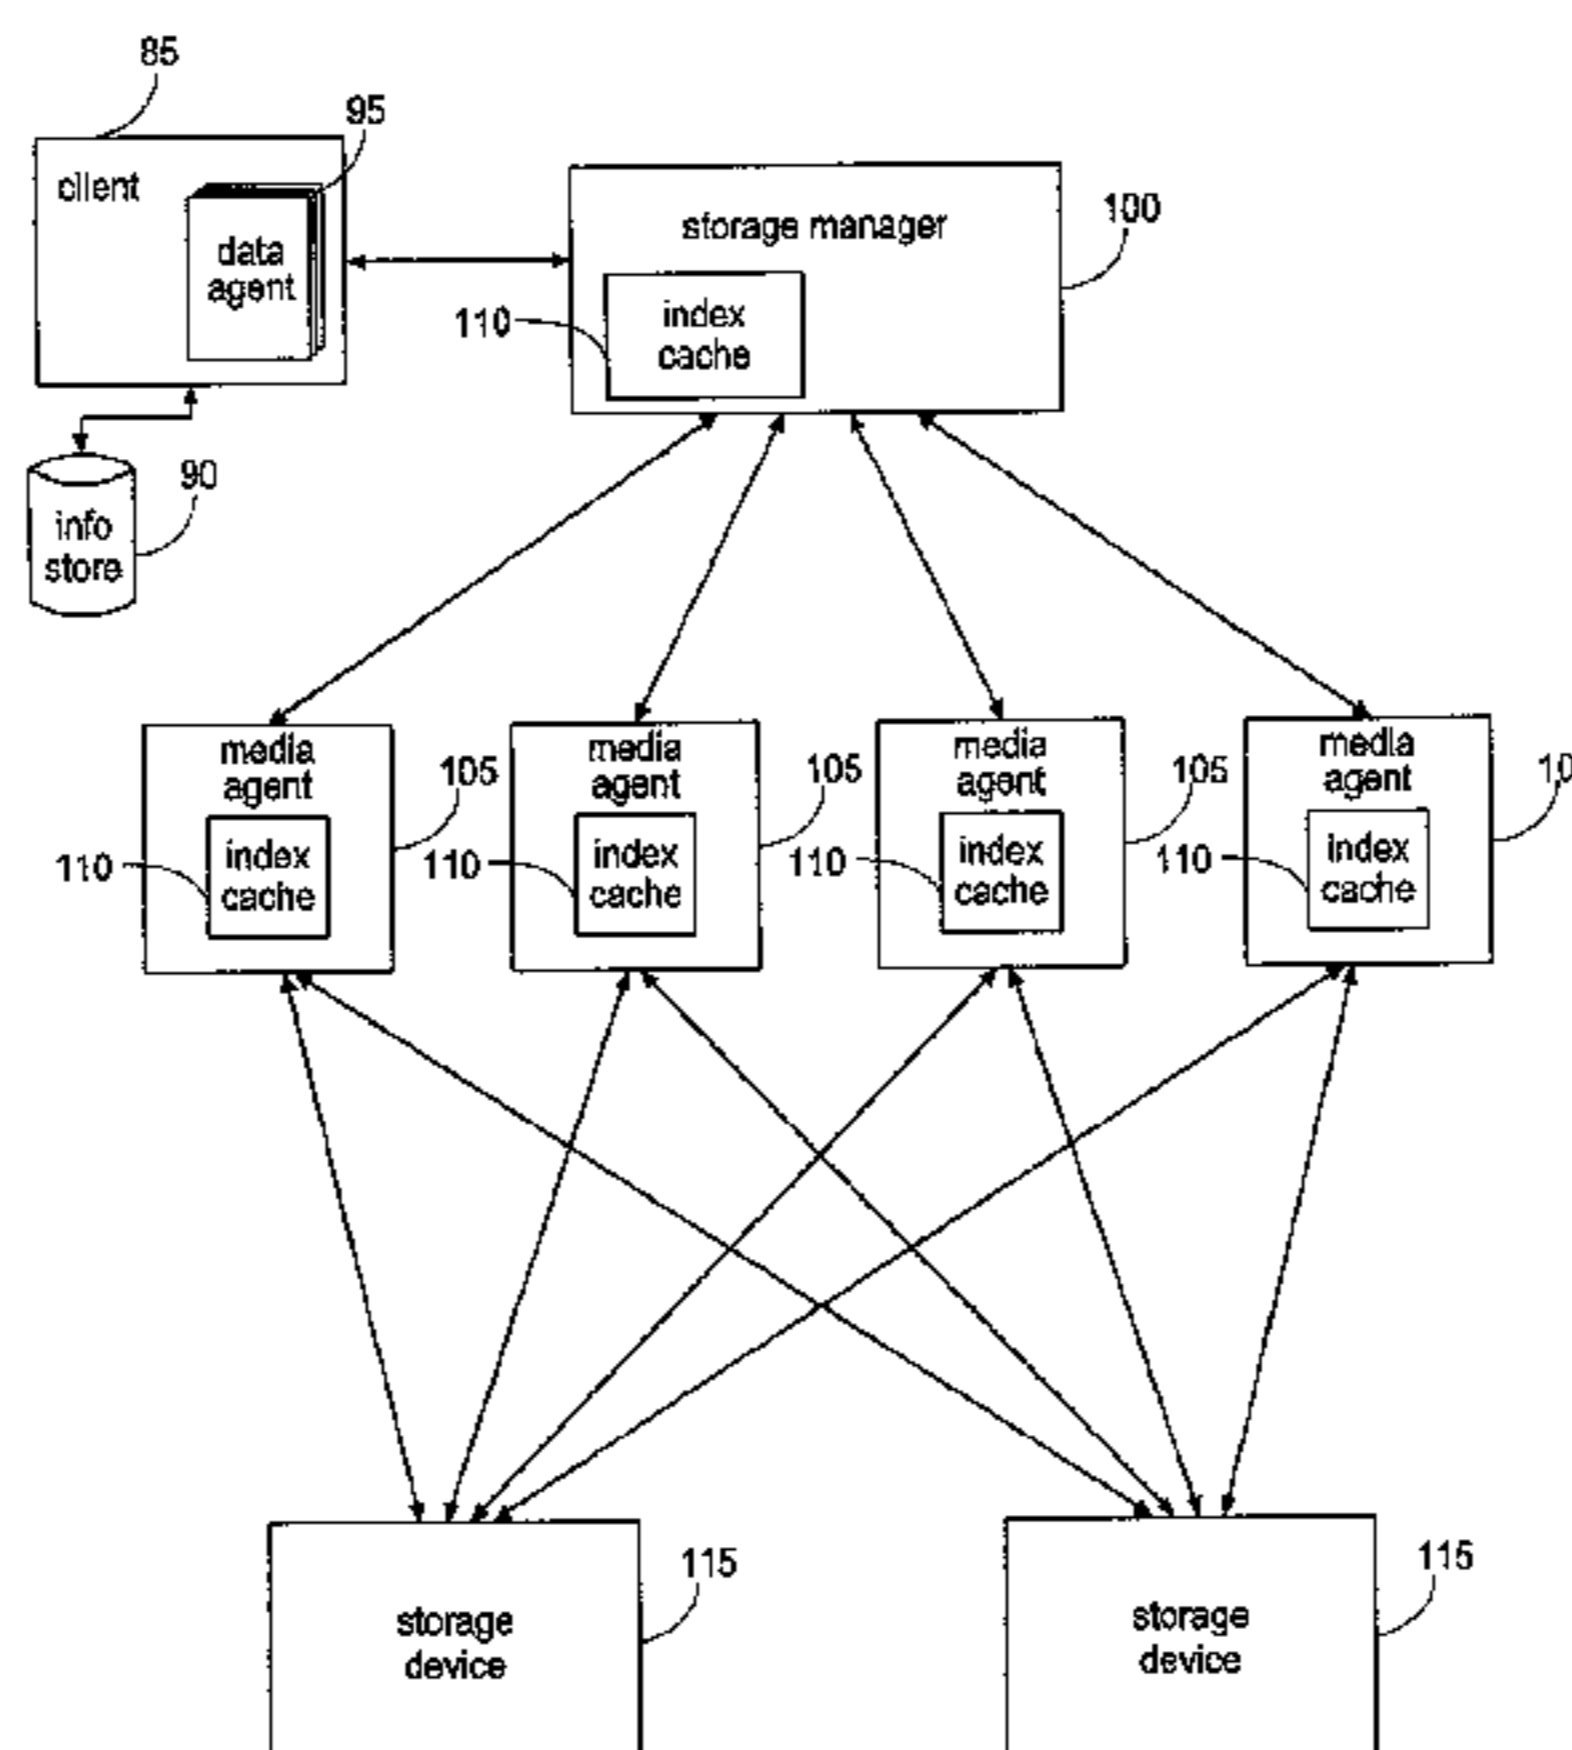 85
95
client
data
agent
storage manager
100
110
index
cache
90
info
store
media
agent
105
index
cache
110
media
agent
105
index
cache
110
media
agent
105
index
cache
110
media
agent
10
index
cache
110
storage
device
115
storage
device
115